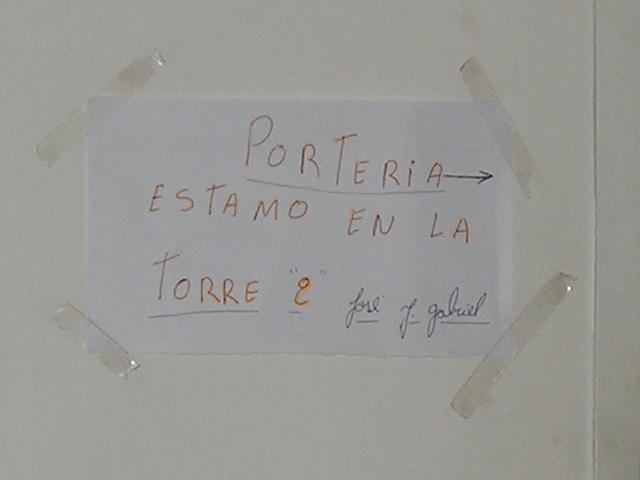 PORTERIA →
ESTAMO EN LA
TORRE "2" José y. gabriel